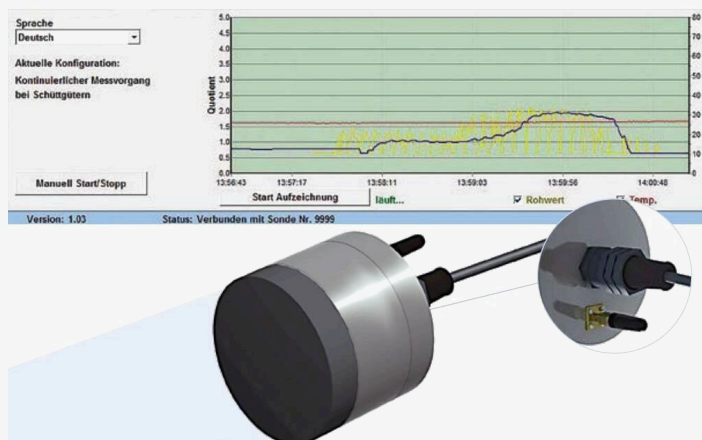 Sprache
Deutsch
Aktuelle Konfiguration:
Kontinuierlicher Messvorgang
bei Schüttgütern
Manuell Start/Stopp
Quotient
5.0
4.5
4.0
3.5
3.0
2.5
2.0
1.5
1.0
0.5
0.0
80
60
50
40
30
20
10
0
13:56:43 13:57:17 13:58:11 13:59:03 13:59:56 14:00:48
Start Aufzeichnung läuft... Rohwert Temp.
Version: 1.03 Status: Verbunden mit Sonde Nr. 9999